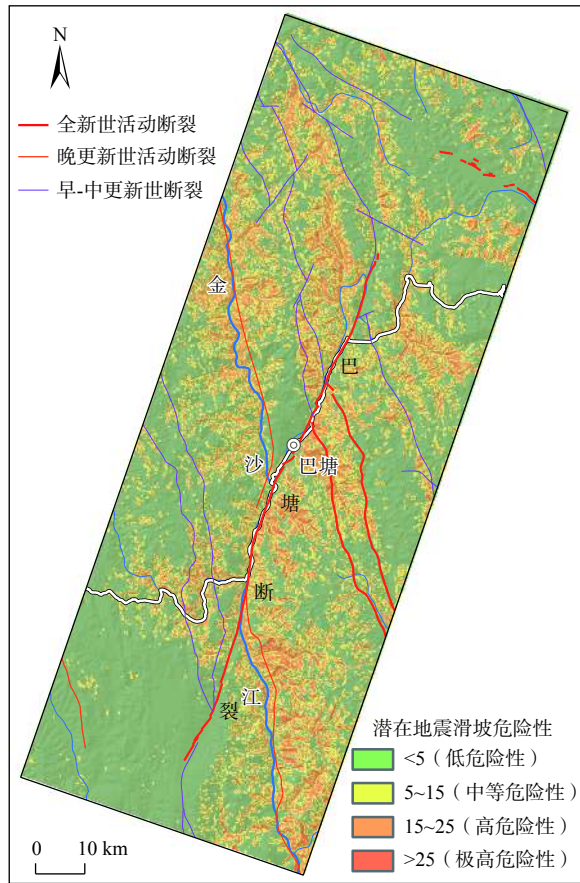 N
全新世活动断裂
晚更新世活动断裂
早-中更新世断裂
金
沙
江
巴
塘
断
裂
巴塘
潜在地震滑坡危险性
<5（低危险性）
5~15（中等危险性）
15~25（高危险性）
>25（极高危险性）
0 10 km